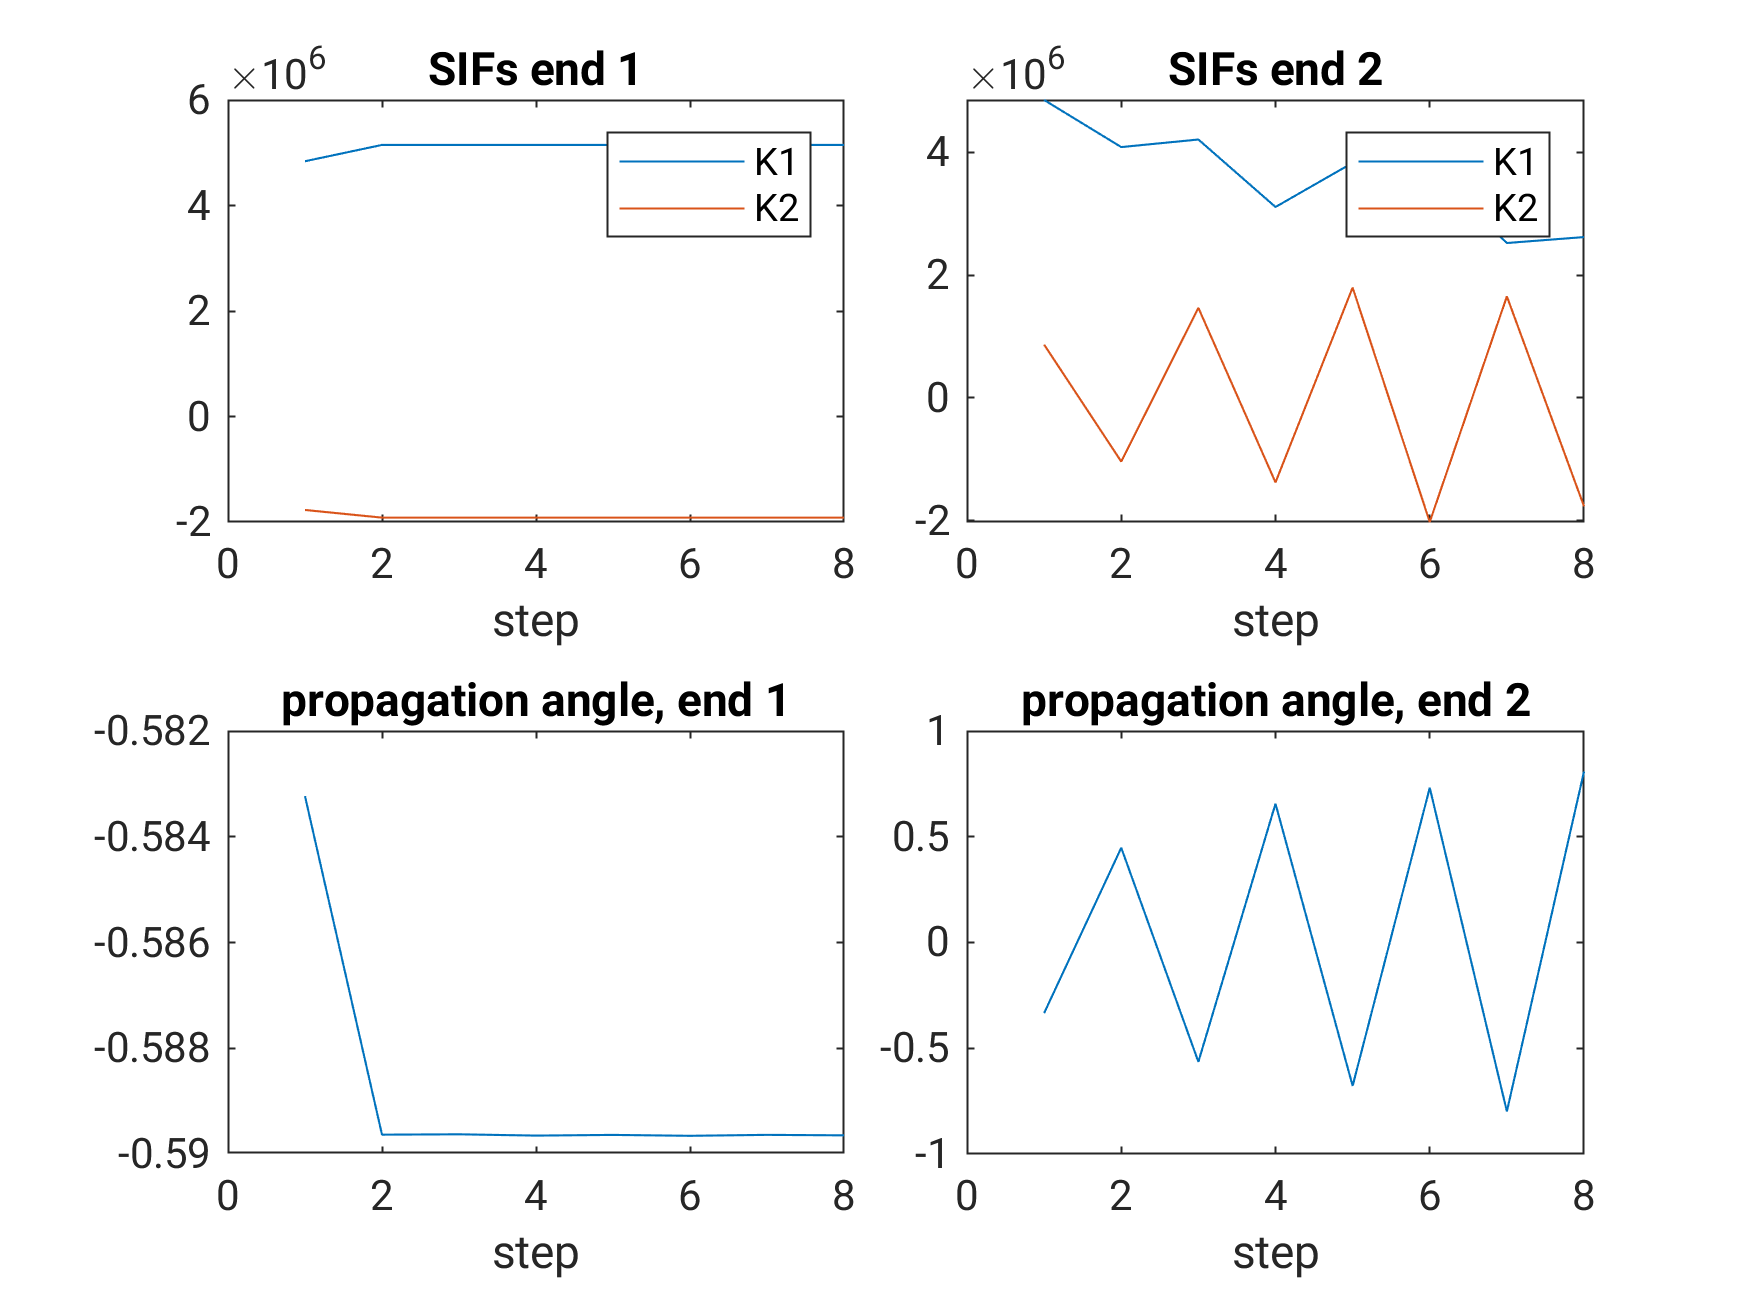 ×10^6
SIFs end 1
6
4
2
0
-2
K1
K2
0 2 4 6 8
step
×10^6
SIFs end 2
4
2
0
-2
K1
K2
0 2 4 6 8
step
propagation angle, end 1
-0.582
-0.584
-0.586
-0.588
-0.59
0 2 4 6 8
step
propagation angle, end 2
1
0.5
0
-0.5
-1
0 2 4 6 8
step